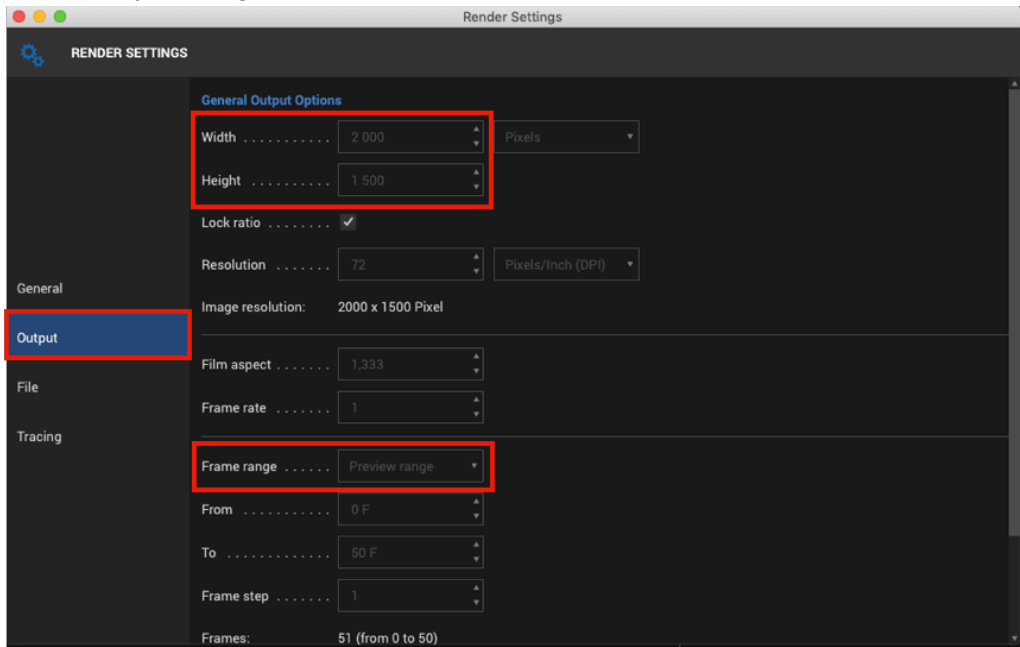 Render Settings
RENDER SETTINGS
General Output Options
Width ........... 2 000 Pixels
Height .......... 1 500
Lock ratio ........
Resolution ....... 72 Pixels/Inch (DPI)
General
Image resolution: 2000 x 1500 Pixel
Output
Film aspect ....... 1,333
File
Frame rate ....... 1
Tracing
Frame range ...... Preview range
From ........... 0 F
To ............. 50 F
Frame step ....... 1
Frames: 51 (from 0 to 50)